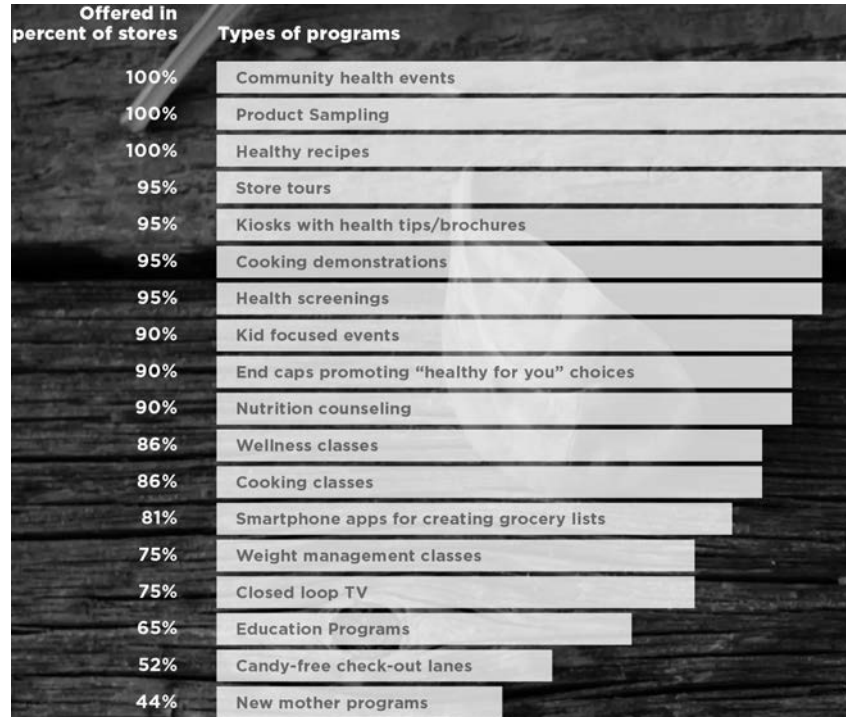 Offered in
percent of stores Types of programs
100% Community health events
100% Product Sampling
100% Healthy recipes
95% Store tours
95% Kiosks with health tips/brochures
95% Cooking demonstrations
95% Health screenings
90% Kid focused events
90% End caps promoting “healthy for you” choices
90% Nutrition counseling
86% Wellness classes
86% Cooking classes
81% Smartphone apps for creating grocery lists
75% Weight management classes
75% Closed loop TV
65% Education Programs
52% Candy-free check-out lanes
44% New mother programs